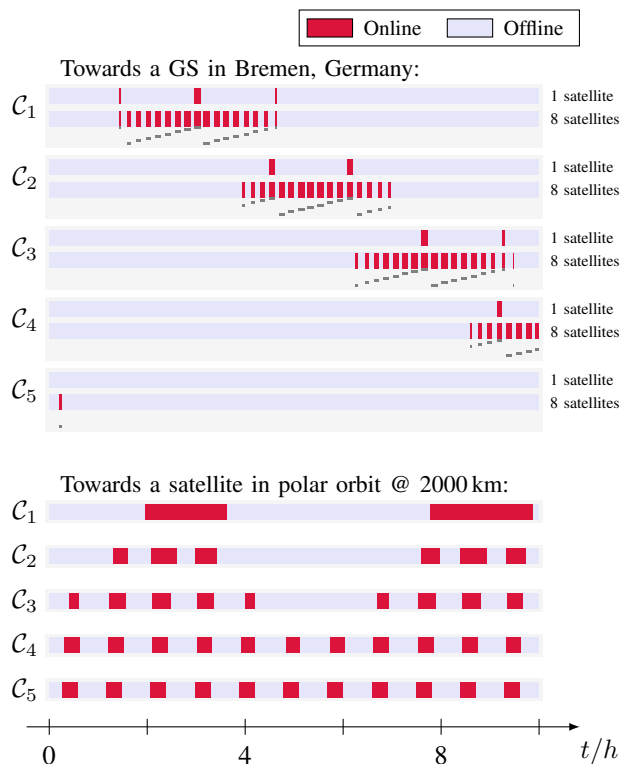 Online Offline
Towards a GS in Bremen, Germany:
C1 1 satellite
8 satellites
C2 1 satellite
8 satellites
C3 1 satellite
8 satellites
C4 1 satellite
8 satellites
C5 1 satellite
8 satellites
Towards a satellite in polar orbit @ 2000 km:
C1
C2
C3
C4
C5
0 4 8 t/h